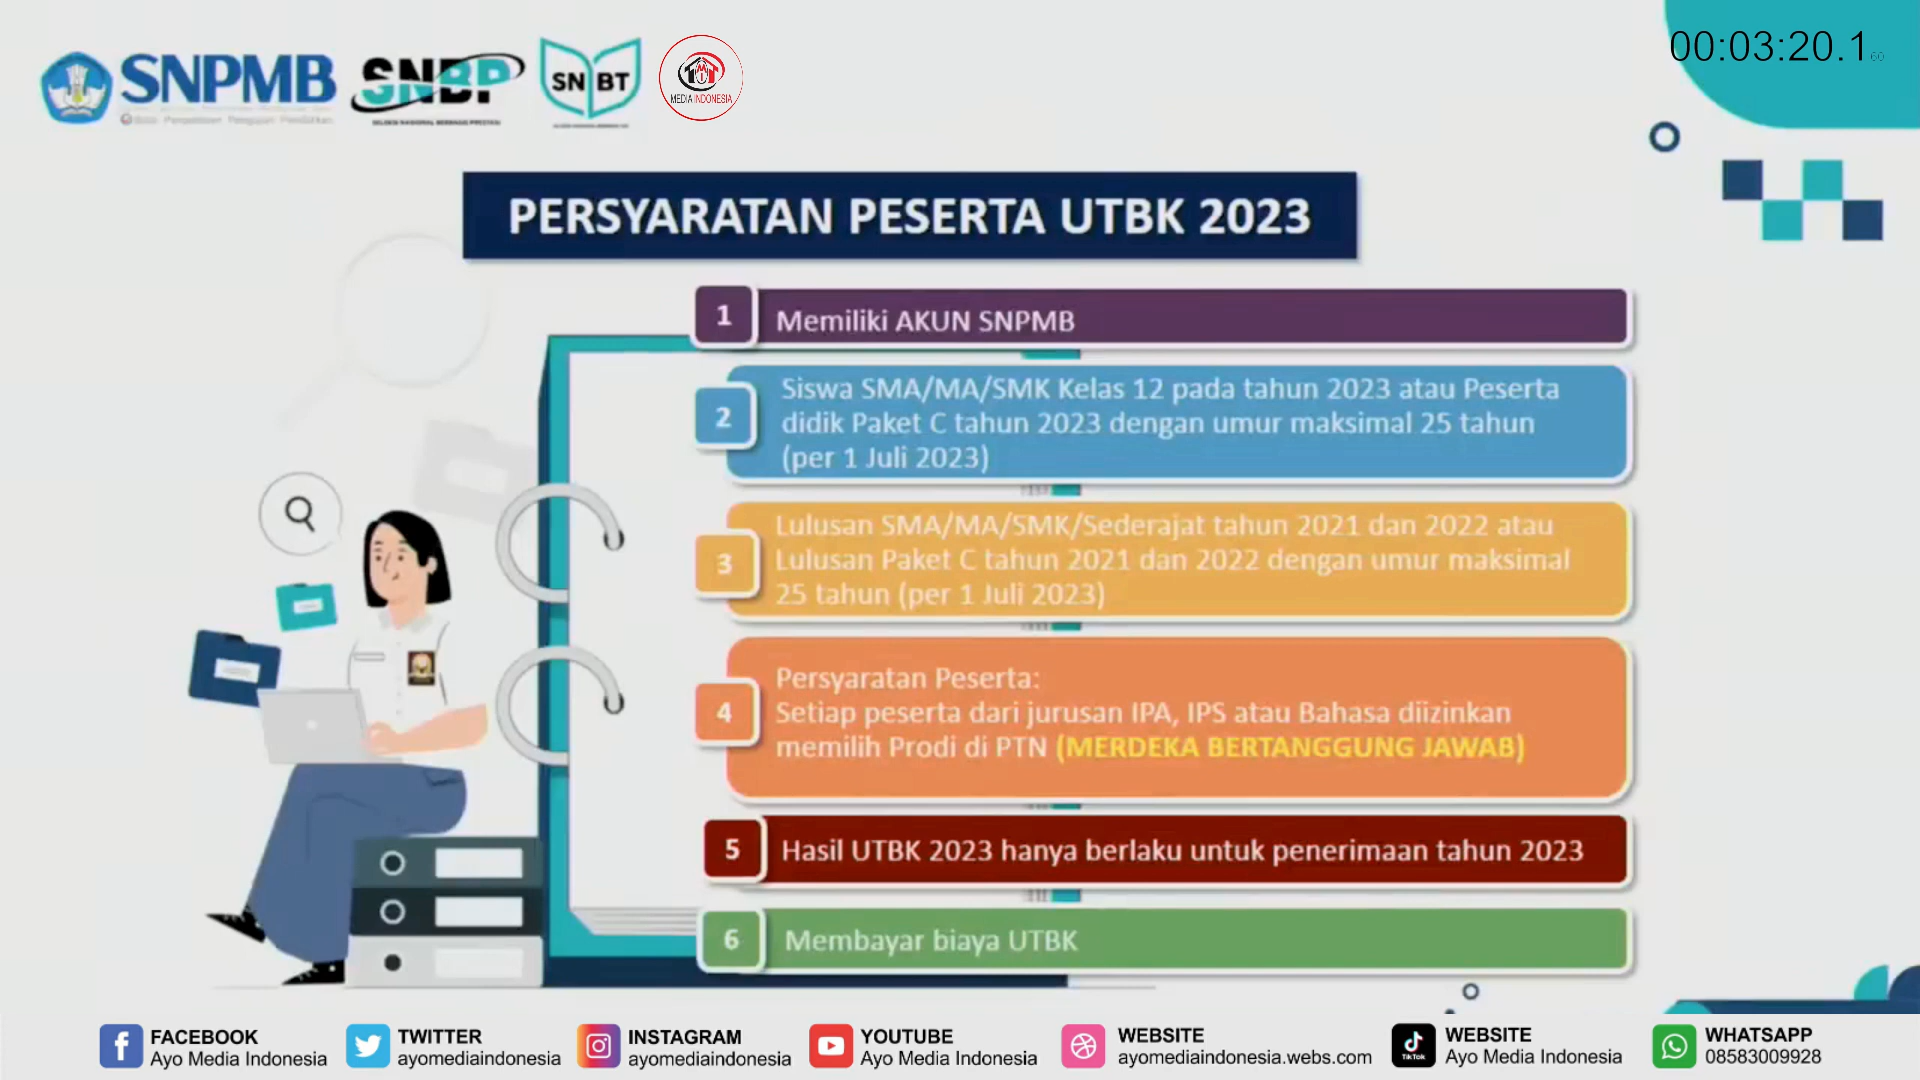 SNPMB
SNBP
SNBT
MEDIA INDONESIA
00:03:20.1
60
PERSYARATAN PESERTA UTBK 2023
1
Memiliki AKUN SNPMB
2
Siswa SMA/MA/SMK Kelas 12 pada tahun 2023 atau Peserta
didik Paket C tahun 2023 dengan umur maksimal 25 tahun
(per 1 Juli 2023)
3
Lulusan SMA/MA/SMK/Sederajat tahun 2021 dan 2022 atau
Lulusan Paket C tahun 2021 dan 2022 dengan umur maksimal
25 tahun (per 1 Juli 2023)
4
Persyaratan Peserta:
Setiap peserta dari jurusan IPA, IPS atau Bahasa diizinkan
memilih Prodi di PTN (MERDEKA BERTANGGUNG JAWAB)
5
Hasil UTBK 2023 hanya berlaku untuk penerimaan tahun 2023
6
Membayar biaya UTBK
FACEBOOK
Ayo Media Indonesia
TWITTER
ayomediaindonesia
INSTAGRAM
ayomediaindonesia
YOUTUBE
Ayo Media Indonesia
WEBSITE
ayomediaindonesia.webs.com
TikTok
WEBSITE
Ayo Media Indonesia
WHATSAPP
08583009928